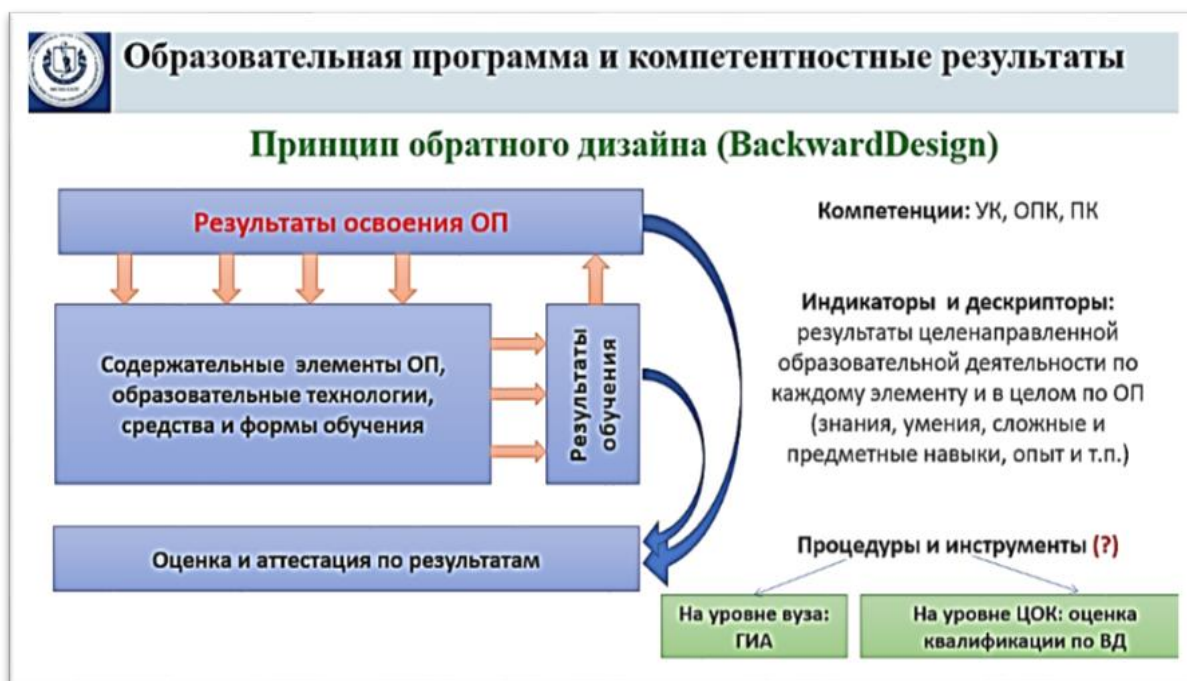 Образовательная программа и компетентностные результаты
Принцип обратного дизайна (BackwardDesign)
Результаты освоения ОП
Содержательные элементы ОП,
образовательные технологии,
средства и формы обучения
Результаты
обучения
Оценка и аттестация по результатам
Компетенции: УК, ОПК, ПК
Индикаторы и дескрипторы:
результаты целенаправленной
образовательной деятельности по
каждому элементу и в целом по ОП
(знания, умения, сложные и
предметные навыки, опыт и т.п.)
Процедуры и инструменты (?)
На уровне вуза:
ГИА
На уровне ЦОК: оценка
квалификации по ВД